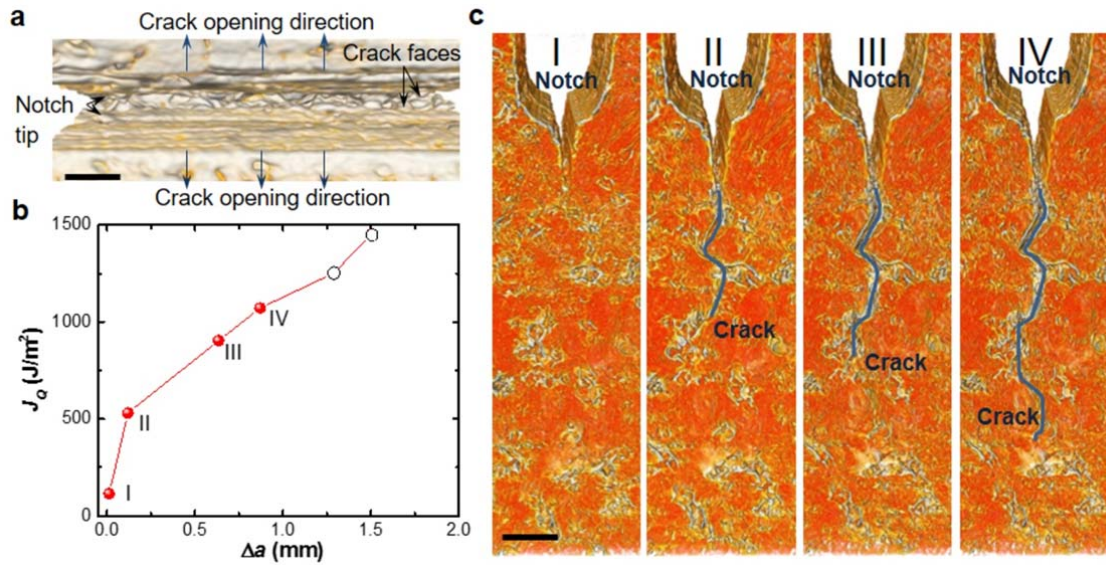 a
Crack opening direction
Crack faces
Notch
tip
Crack opening direction
b
1500
1000
500
0
J_Q (J/m²)
I
II
III
IV
0.0 0.5 1.0 1.5 2.0
Δa (mm)
c
I II III IV
Notch Notch Notch Notch
Crack
Crack
Crack